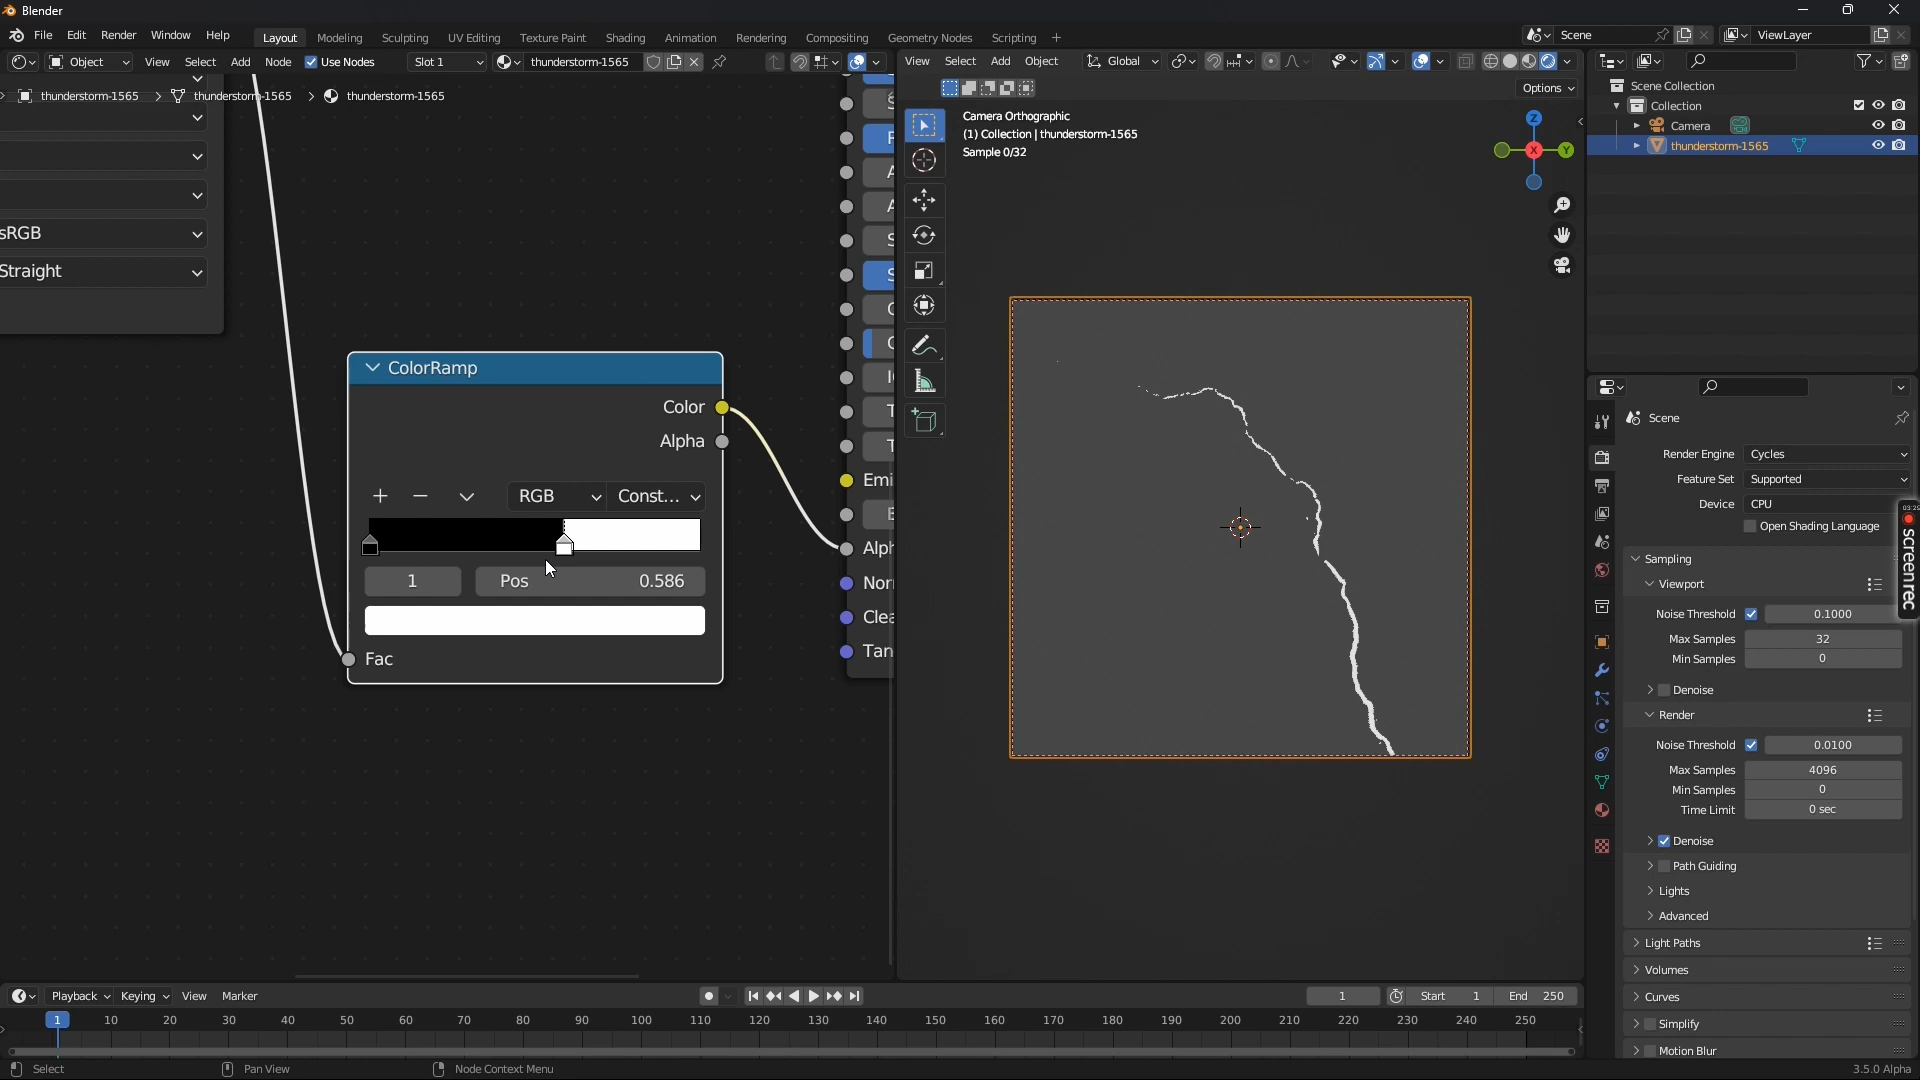 Blender
File Edit Render Window Help Layout Modeling Sculpting UV Editing Texture Paint Shading Animation Rendering Compositing Geometry Nodes Scripting + Scene ViewLayer
Object View Select Add Node Use Nodes Slot 1 thunderstorm-1565
View Select Add Object Global
Options
thunderstorm-1565 > thunderstorm-1565 > thunderstorm-1565
sRGB
Straight
ColorRamp
Color
Alpha
RGB Const...
1 Pos 0.586
Fac
Emi
Alph
Nor
Clea
Tan
Camera Orthographic
(1) Collection | thunderstorm-1565
Sample 0/32
Z
X Y
Scene Collection
Collection
Camera
thunderstorm-1565
Scene
Render Engine Cycles
Feature Set Supported
Device CPU
Open Shading Language
Sampling
Viewport
Noise Threshold 0.1000
Max Samples 32
Min Samples 0
Denoise
Render
Noise Threshold 0.0100
Max Samples 4096
Min Samples 0
Time Limit 0 sec
Denoise
Path Guiding
Lights
Advanced
Light Paths
Volumes
Curves
Simplify
Motion Blur
screenrec
Playback Keying View Marker 1 Start 1 End 250
1 10 20 30 40 50 60 70 80 90 100 110 120 130 140 150 160 170 180 190 200 210 220 230 240 250
Select Pan View Node Context Menu 3.5.0 Alpha